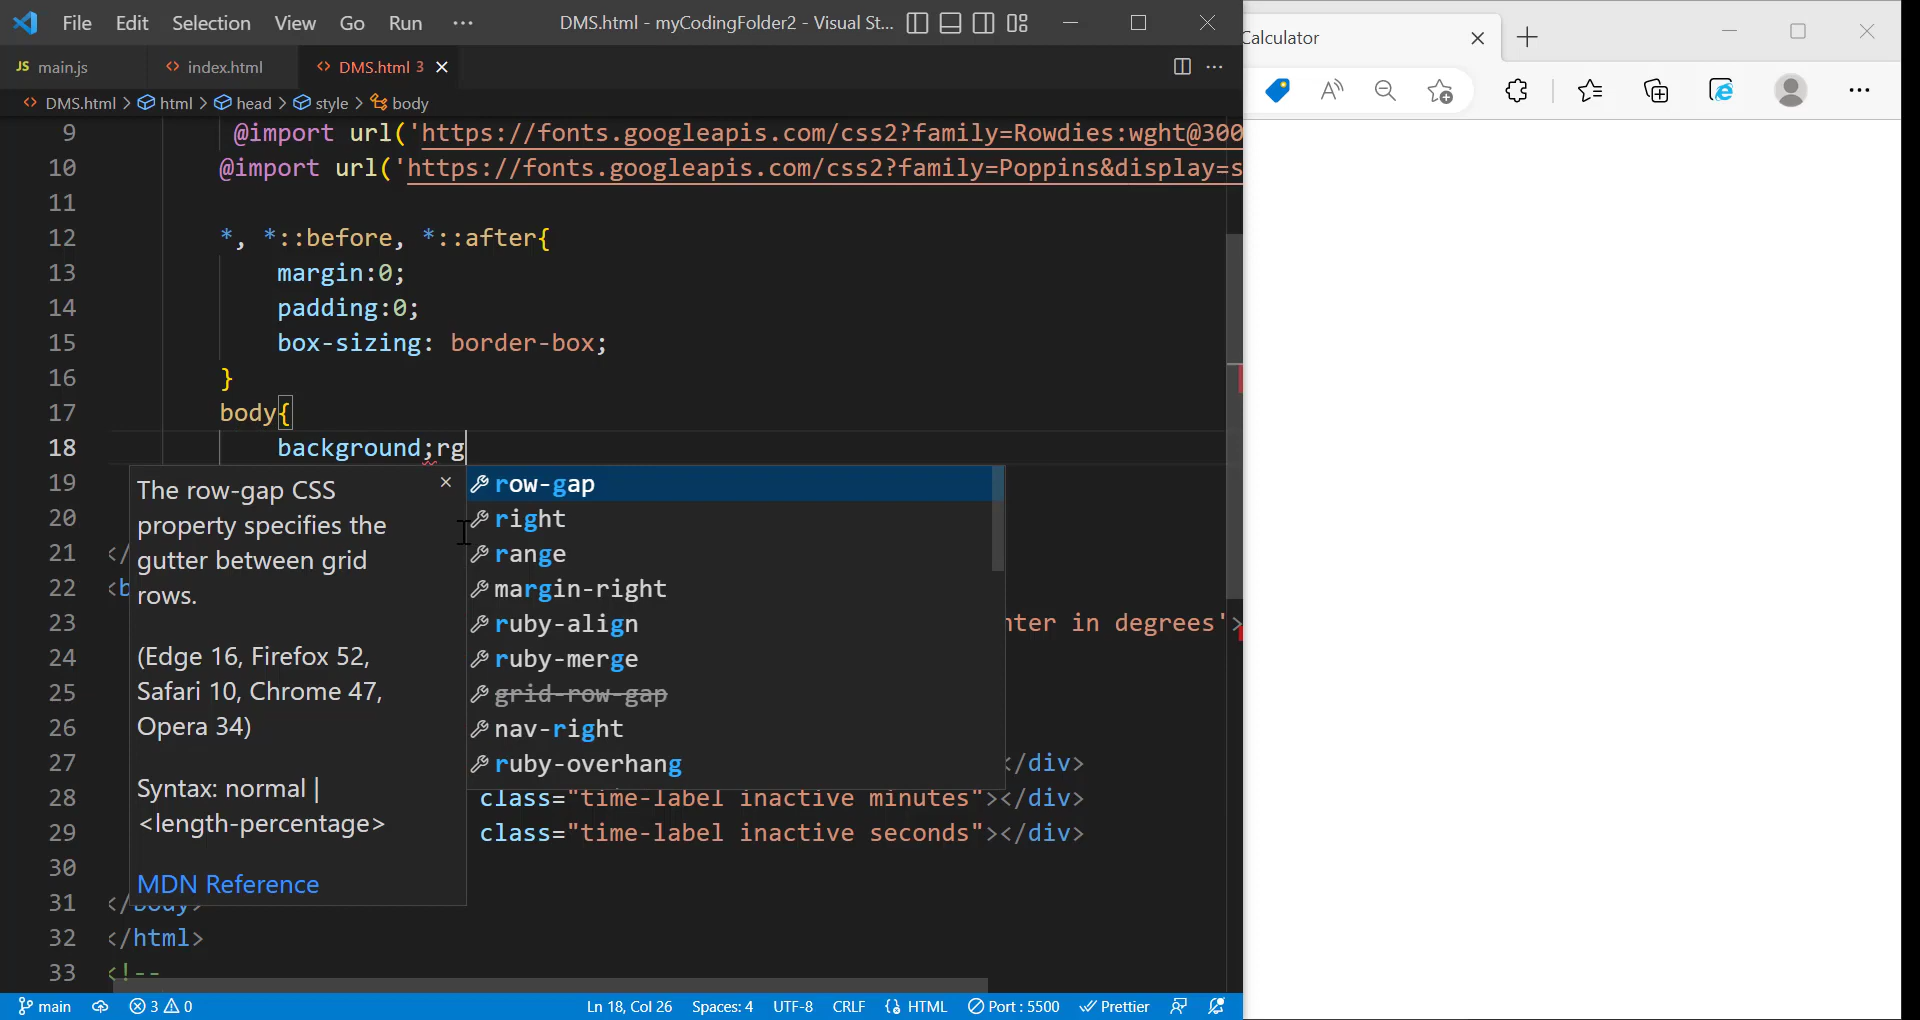 File Edit Selection View Go Run ··· DMS.html - myCodingFolder2 - Visual St...
Calculator
JS main.js <> index.html <> DMS.html 3
DMS.html > html > head > style > body
9 @import url('https://fonts.googleapis.com/css2?family=Rowdies:wght@300
10 @import url('https://fonts.googleapis.com/css2?family=Poppins&display=s
11
12 *, *::before, *::after{
13 margin:0;
14 padding:0;
15 box-sizing: border-box;
16 }
17 body{
18 background;rg
19
20
21 </
22 <b
23 nter in degrees'>
24
25
26
27 </div>
28 class="time-label inactive minutes"></div>
29 class="time-label inactive seconds"></div>
30
31 </body>
32 </html>
33 <!--
The row-gap CSS
property specifies the
gutter between grid
rows.
(Edge 16, Firefox 52,
Safari 10, Chrome 47,
Opera 34)
Syntax: normal |
<length-percentage>
MDN Reference
row-gap
right
range
margin-right
ruby-align
ruby-merge
grid-row-gap
nav-right
ruby-overhang
main 3 0 Ln 18, Col 26 Spaces: 4 UTF-8 CRLF HTML Port : 5500 Prettier